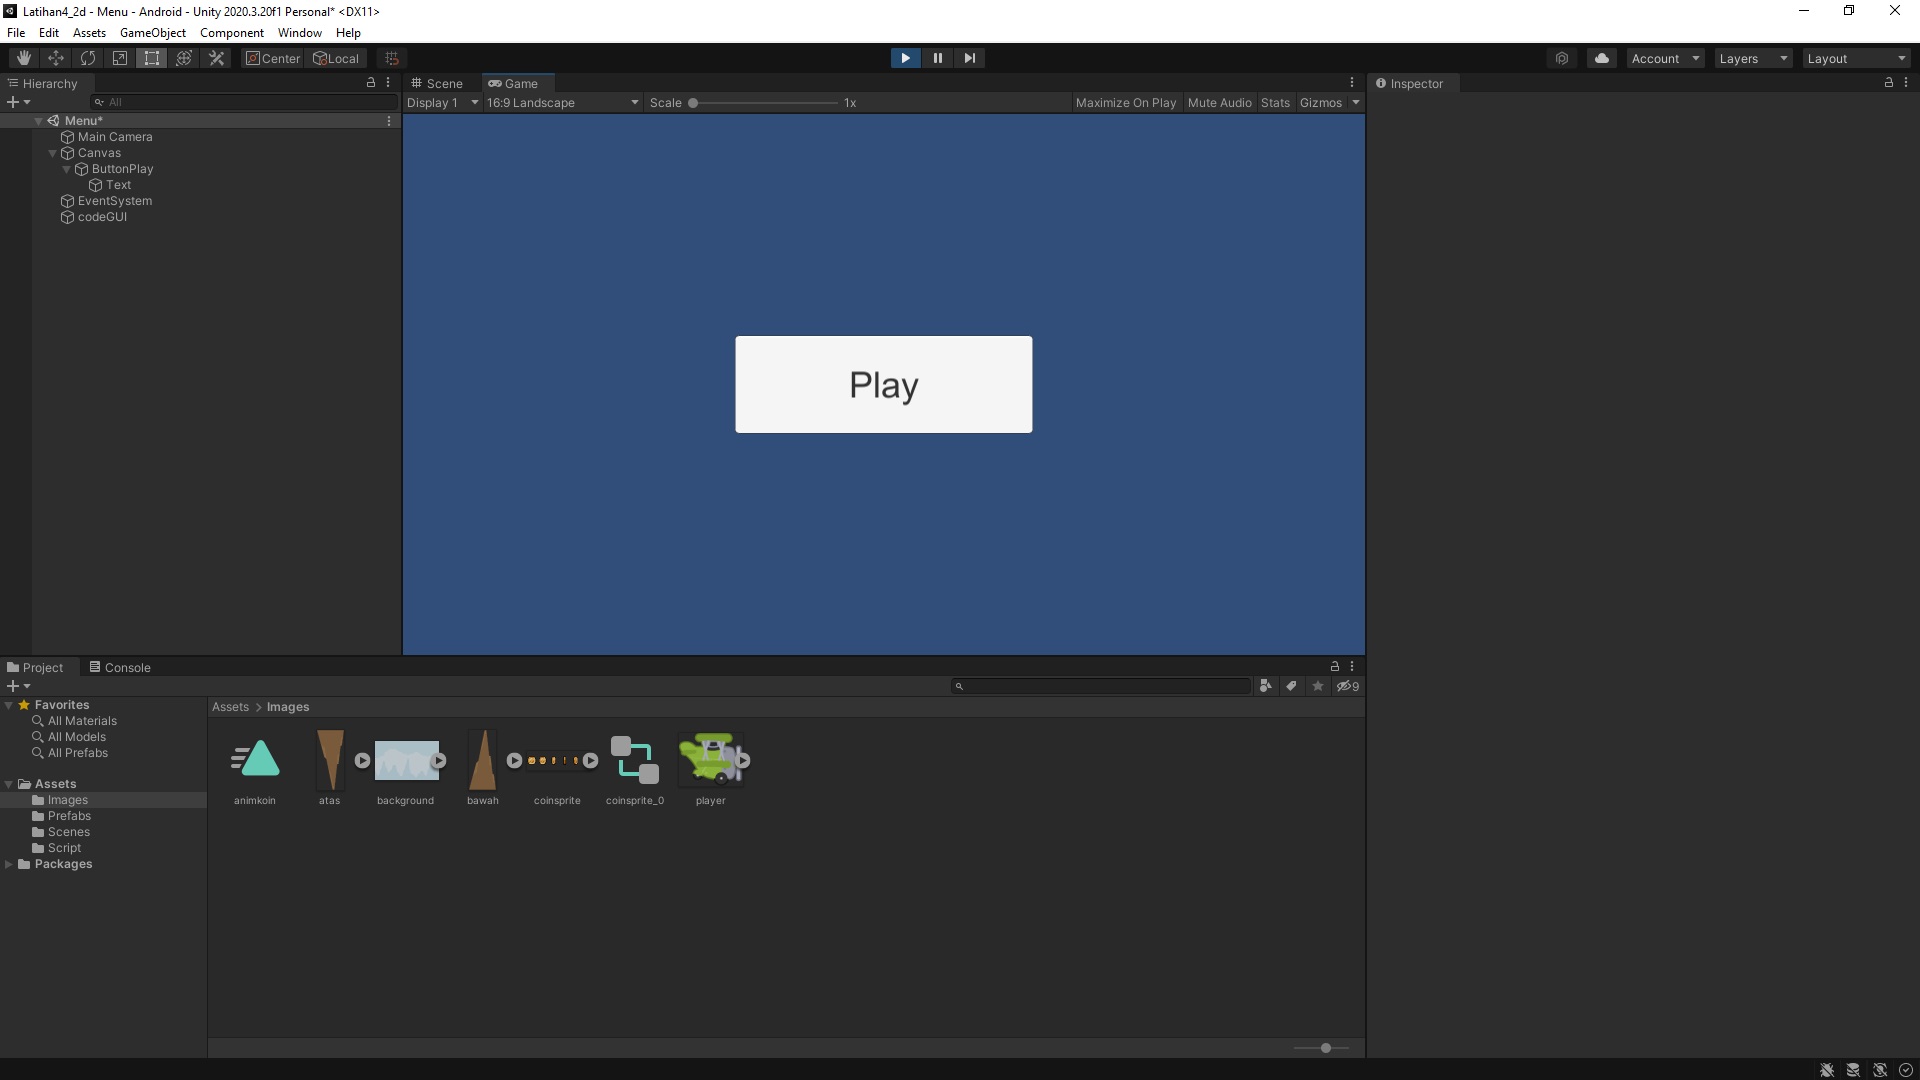 Latihan4_2d - Menu - Android - Unity 2020.3.20f1 Personal* <DX11>
File Edit Assets GameObject Component Window Help
Center Local Account Layers Layout
Hierarchy
All
Menu*
Main Camera
Canvas
ButtonPlay
Text
EventSystem
codeGUI
Scene Game
Display 1 16:9 Landscape Scale 1x Maximize On Play Mute Audio Stats Gizmos
Play
Inspector
Project Console
9
Favorites
All Materials
All Models
All Prefabs
Assets
Images
Prefabs
Scenes
Script
Packages
Assets > Images
animkoin atas background bawah coinsprite coinsprite_0 player